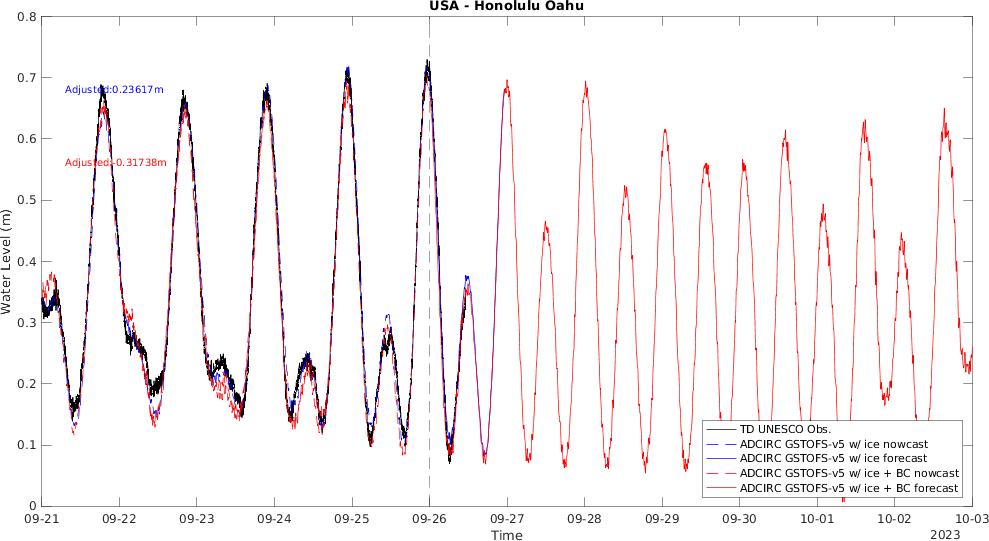 USA - Honolulu Oahu
0.8
0.7
0.6
0.5
0.4
0.3
0.2
0.1
0
Water Level (m)
Adjusted:0.23617m
Adjusted:-0.31738m
TD UNESCO Obs.
ADCIRC GSTOFS-v5 w/ ice nowcast
ADCIRC GSTOFS-v5 w/ ice forecast
ADCIRC GSTOFS-v5 w/ ice + BC nowcast
ADCIRC GSTOFS-v5 w/ ice + BC forecast
09-21 09-22 09-23 09-24 09-25 09-26 09-27 09-28 09-29 09-30 10-01 10-02 10-03
Time
2023